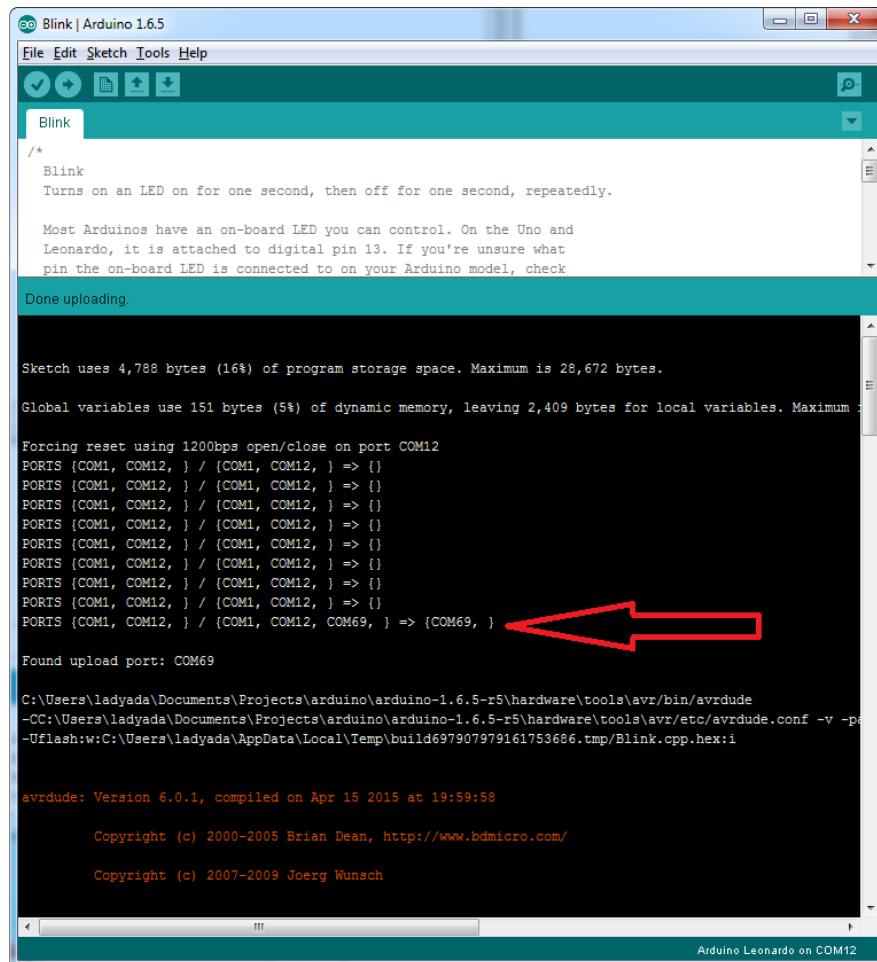 Blink | Arduino 1.6.5
File Edit Sketch Tools Help
Blink
/*
Blink
Turns on an LED on for one second, then off for one second, repeatedly.
Most Arduinos have an on-board LED you can control. On the Uno and
Leonardo, it is attached to digital pin 13. If you're unsure what
pin the on-board LED is connected to on your Arduino model, check
Done uploading.
Sketch uses 4,788 bytes (16%) of program storage space. Maximum is 28,672 bytes.
Global variables use 151 bytes (5%) of dynamic memory, leaving 2,409 bytes for local variables. Maximum
Forcing reset using 1200bps open/close on port COM12
PORTS {COM1, COM12, } / {COM1, COM12, } => {}
PORTS {COM1, COM12, } / {COM1, COM12, } => {}
PORTS {COM1, COM12, } / {COM1, COM12, } => {}
PORTS {COM1, COM12, } / {COM1, COM12, } => {}
PORTS {COM1, COM12, } / {COM1, COM12, } => {}
PORTS {COM1, COM12, } / {COM1, COM12, } => {}
PORTS {COM1, COM12, } / {COM1, COM12, } => {}
PORTS {COM1, COM12, } / {COM1, COM12, } => {}
PORTS {COM1, COM12, } / {COM1, COM12, COM69, } => {COM69, }
Found upload port: COM69
C:\Users\ladyada\Documents\Projects\arduino\arduino-1.6.5-r5\hardware\tools\avr/bin/avrdude
-CC:\Users\ladyada\Documents\Projects\arduino\arduino-1.6.5-r5\hardware\tools\avr/etc/avrdude.conf -v -pa
-Uflash:w:C:\Users\ladyada\AppData\Local\Temp\build697907979161753686.tmp/Blink.cpp.hex:i
avrdude: Version 6.0.1, compiled on Apr 15 2015 at 19:59:58
Copyright (c) 2000-2005 Brian Dean, http://www.bdmicro.com/
Copyright (c) 2007-2009 Joerg Wunsch
Arduino Leonardo on COM12